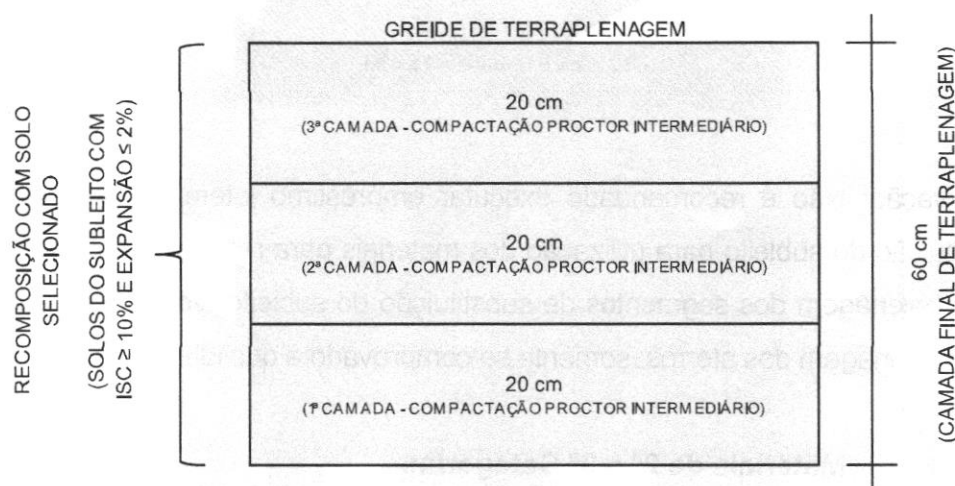 GREIDE DE TERRAPLENAGEM
RECOMPOSIÇÃO COM SOLO
SELECIONADO
(SOLOS DO SUBLEITO COM
ISC ≥ 10% E EXPANSÃO ≤ 2%)
20 cm
(3ª CAMADA - COMPACTAÇÃO PROCTOR INTERMEDIÁRIO)
20 cm
(2ª CAMADA - COMPACTAÇÃO PROCTOR INTERMEDIÁRIO)
20 cm
(1ª CAMADA - COMPACTAÇÃO PROCTOR INTERMEDIÁRIO)
60 cm
(CAMADA FINAL DE TERRAPLENAGEM)